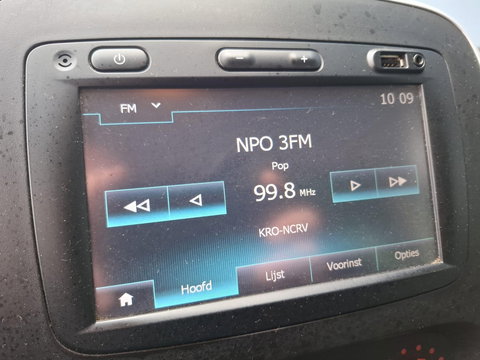 FM
10 09
NPO 3FM
Pop
99.8 MHz
KRO-NCRV
Hoofd
Lijst
Voorinst
Opties